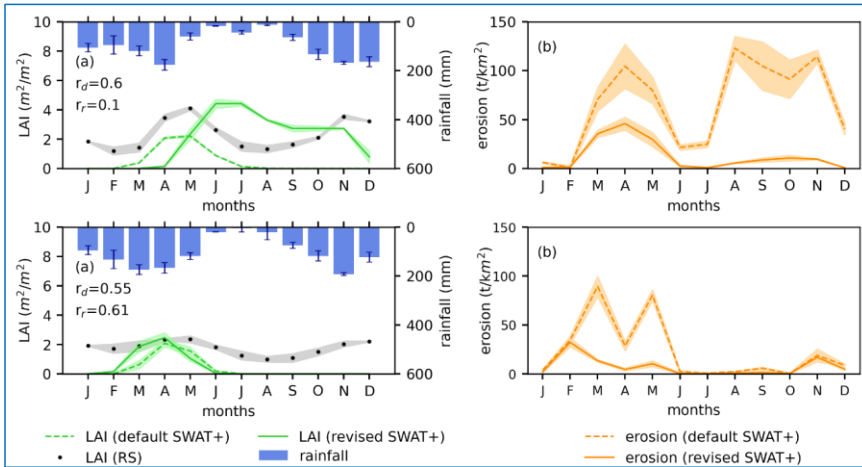 10
8
6
4
2
0
LAI (m²/m²)
(a)
r_d=0.6
r_r=0.1
0
200
400
600
rainfall (mm)
J F M A M J J A S O N D
months
150
100
50
0
erosion (t/km²)
(b)
J F M A M J J A S O N D
months
10
8
6
4
2
0
LAI (m²/m²)
(a)
r_d=0.55
r_r=0.61
0
200
400
600
rainfall (mm)
J F M A M J J A S O N D
months
150
100
50
0
erosion (t/km²)
(b)
J F M A M J J A S O N D
months
LAI (default SWAT+)
LAI (revised SWAT+)
erosion (default SWAT+)
LAI (RS)
rainfall
erosion (revised SWAT+)